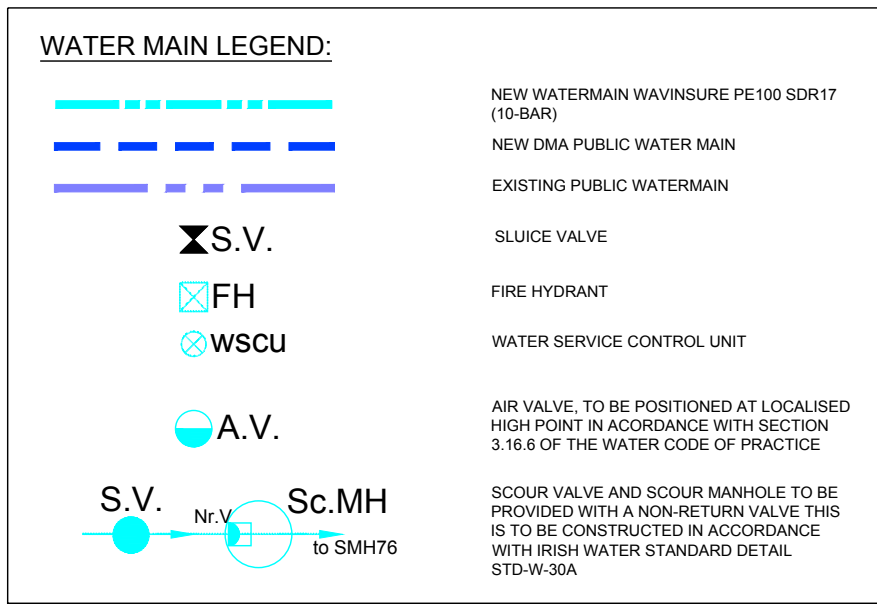 WATER MAIN LEGEND:
NEW WATERMAIN WAVINSURE PE100 SDR17
(10-BAR)
NEW DMA PUBLIC WATER MAIN
EXISTING PUBLIC WATERMAIN
S.V.
SLUICE VALVE
FH
FIRE HYDRANT
wscu
WATER SERVICE CONTROL UNIT
A.V.
AIR VALVE, TO BE POSITIONED AT LOCALISED
HIGH POINT IN ACORDANCE WITH SECTION
3.16.6 OF THE WATER CODE OF PRACTICE
S.V.
Nr.V
Sc.MH
to SMH76
SCOUR VALVE AND SCOUR MANHOLE TO BE
PROVIDED WITH A NON-RETURN VALVE THIS
IS TO BE CONSTRUCTED IN ACCORDANCE
WITH IRISH WATER STANDARD DETAIL
STD-W-30A